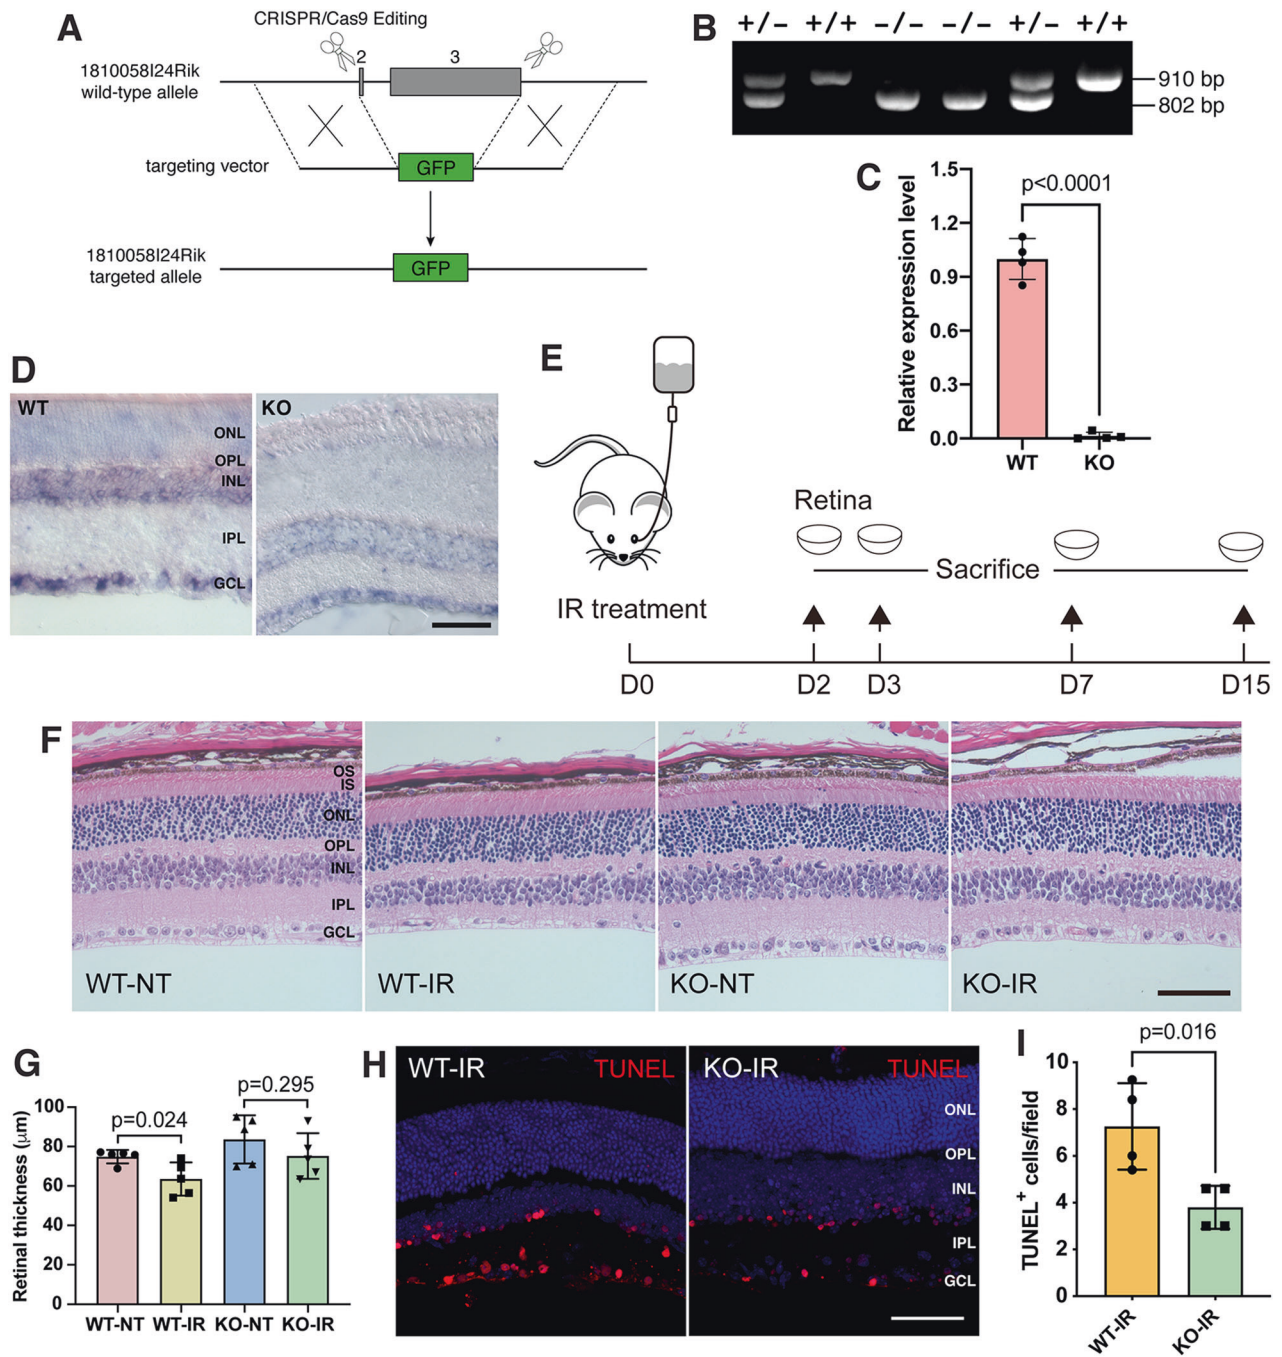 A
CRISPR/Cas9 Editing
2
3
1810058I24Rik
wild-type allele
targeting vector
GFP
1810058I24Rik
targeted allele
GFP
B
+/− +/+ −/− −/− +/− +/+
910 bp
802 bp
C
Relative expression level
1.5
1.2
0.9
0.6
0.3
0.0
p<0.0001
WT KO
D
WT
KO
ONL
OPL
INL
IPL
GCL
E
Retina
Sacrifice
IR treatment
D0 D2 D3 D7 D15
F
OS
IS
ONL
OPL
INL
IPL
GCL
WT-NT
WT-IR
KO-NT
KO-IR
G
Retinal thickness (μm)
100
80
60
40
20
0
p=0.024
p=0.295
WT-NT WT-IR KO-NT KO-IR
H
WT-IR TUNEL
KO-IR TUNEL
ONL
OPL
INL
IPL
GCL
I
TUNEL+ cells/field
10
8
6
4
2
0
p=0.016
WT-IR
KO-IR